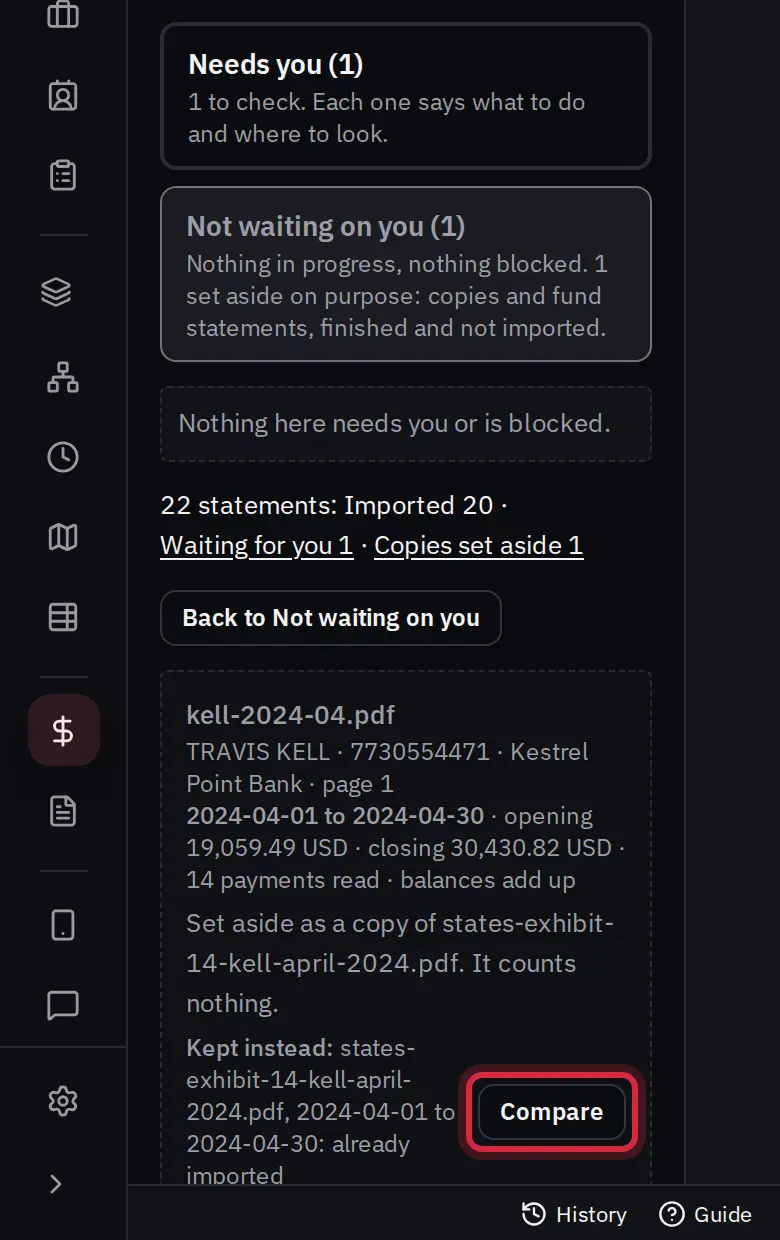 Needs you (1)
1 to check. Each one says what to do
and where to look.
Not waiting on you (1)
Nothing in progress, nothing blocked. 1
set aside on purpose: copies and fund
statements, finished and not imported.
Nothing here needs you or is blocked.
22 statements: Imported 20 ·
Waiting for you 1 · Copies set aside 1
Back to Not waiting on you
kell-2024-04.pdf
TRAVIS KELL · 7730554471 · Kestrel
Point Bank · page 1
2024-04-01 to 2024-04-30 · opening
19,059.49 USD · closing 30,430.82 USD ·
14 payments read · balances add up
Set aside as a copy of states-exhibit-
14-kell-april-2024.pdf. It counts
nothing.
Kept instead: states-
exhibit-14-kell-april-
2024.pdf, 2024-04-01 to
2024-04-30: already
imported
Compare
History
Guide